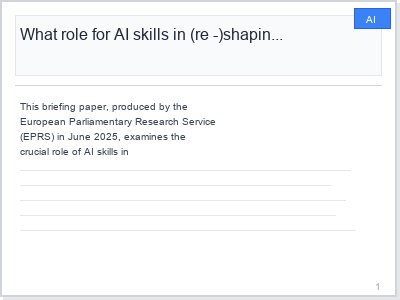 AI
What role for AI skills in (re -)shapin...
This briefing paper, produced by the
European Parliamentary Research Service
(EPRS) in June 2025, examines the
crucial role of AI skills in
1